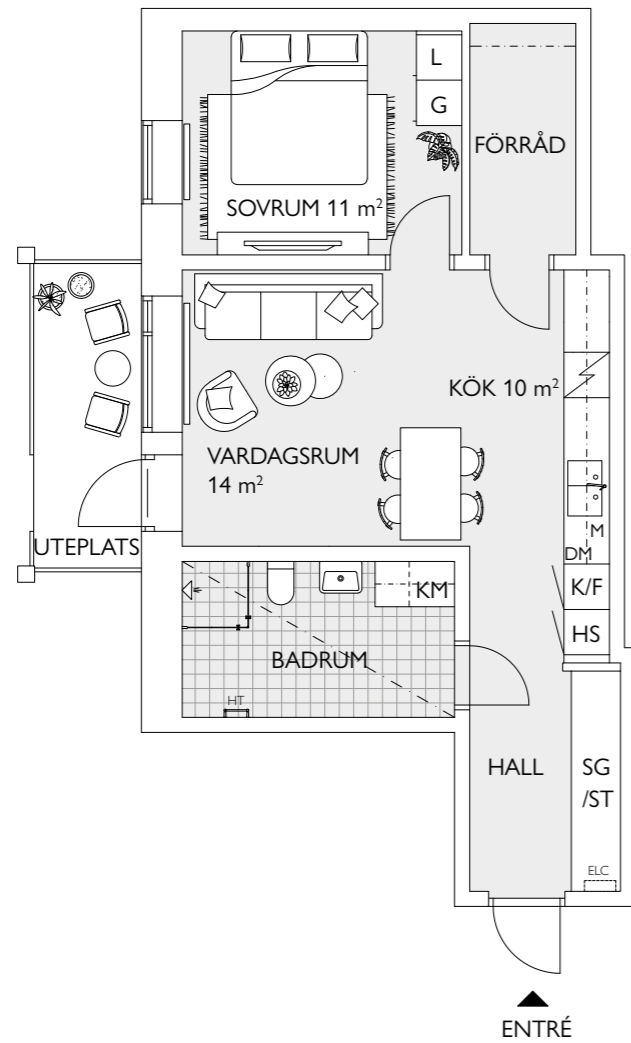 L
G
FÖRRÅD
SOVRUM 11 m²
KÖK 10 m²
VARDAGSRUM
14 m²
M
UTEPLATS
DM
KM
K/F
HS
BADRUM
HT
HALL
SG
/ST
ELC
ENTRÉ